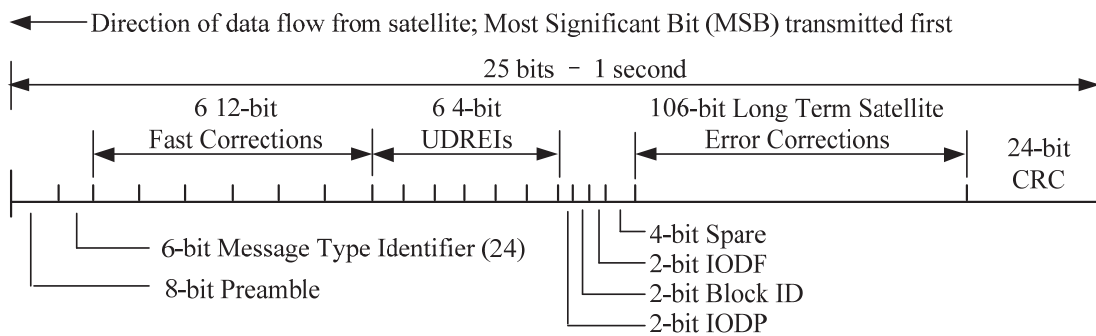 Direction of data flow from satellite; Most Significant Bit (MSB) transmitted first
25 bits - 1 second
6 12-bit
Fast Corrections
6 4-bit
UDREIs
106-bit Long Term Satellite
Error Corrections
24-bit
CRC
6-bit Message Type Identifier (24)
8-bit Preamble
4-bit Spare
2-bit IODF
2-bit Block ID
2-bit IODP